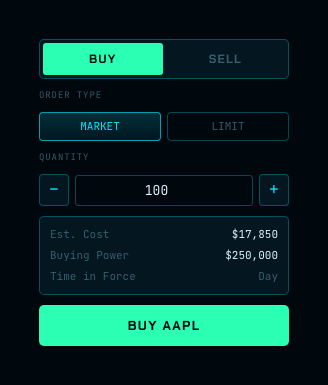 BUY SELL
ORDER TYPE
MARKET LIMIT
QUANTITY
− 100 +
Est. Cost $17,850
Buying Power $250,000
Time in Force Day
BUY AAPL